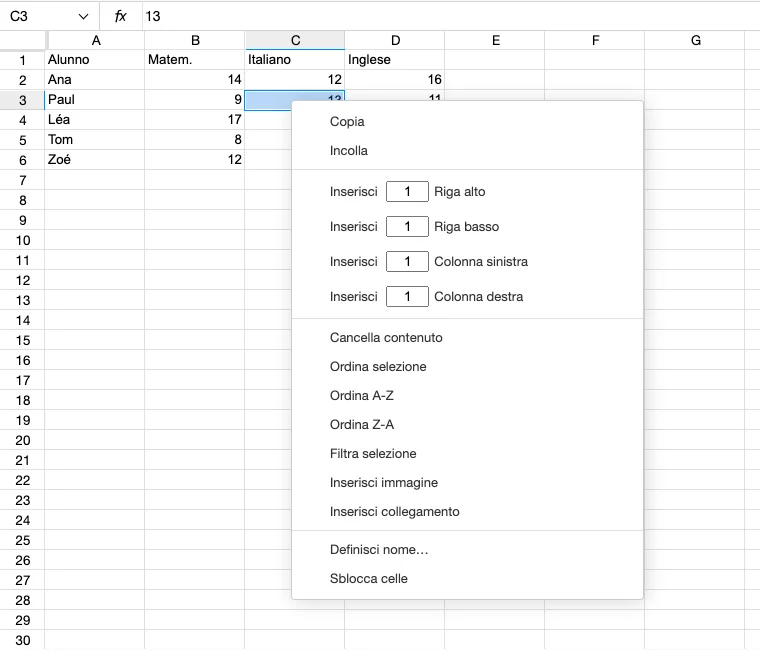 C3 fx 13
A B C D E F G
1 Alunno Matem. Italiano Inglese
2 Ana 14 12 16
3 Paul 9 13 11
4 Léa 17
5 Tom 8
6 Zoé 12
7
8
9
10
11
12
13
14
15
16
17
18
19
20
21
22
23
24
25
26
27
28
29
30
Copia
Incolla
Inserisci 1 Riga alto
Inserisci 1 Riga basso
Inserisci 1 Colonna sinistra
Inserisci 1 Colonna destra
Cancella contenuto
Ordina selezione
Ordina A-Z
Ordina Z-A
Filtra selezione
Inserisci immagine
Inserisci collegamento
Definisci nome…
Sblocca celle